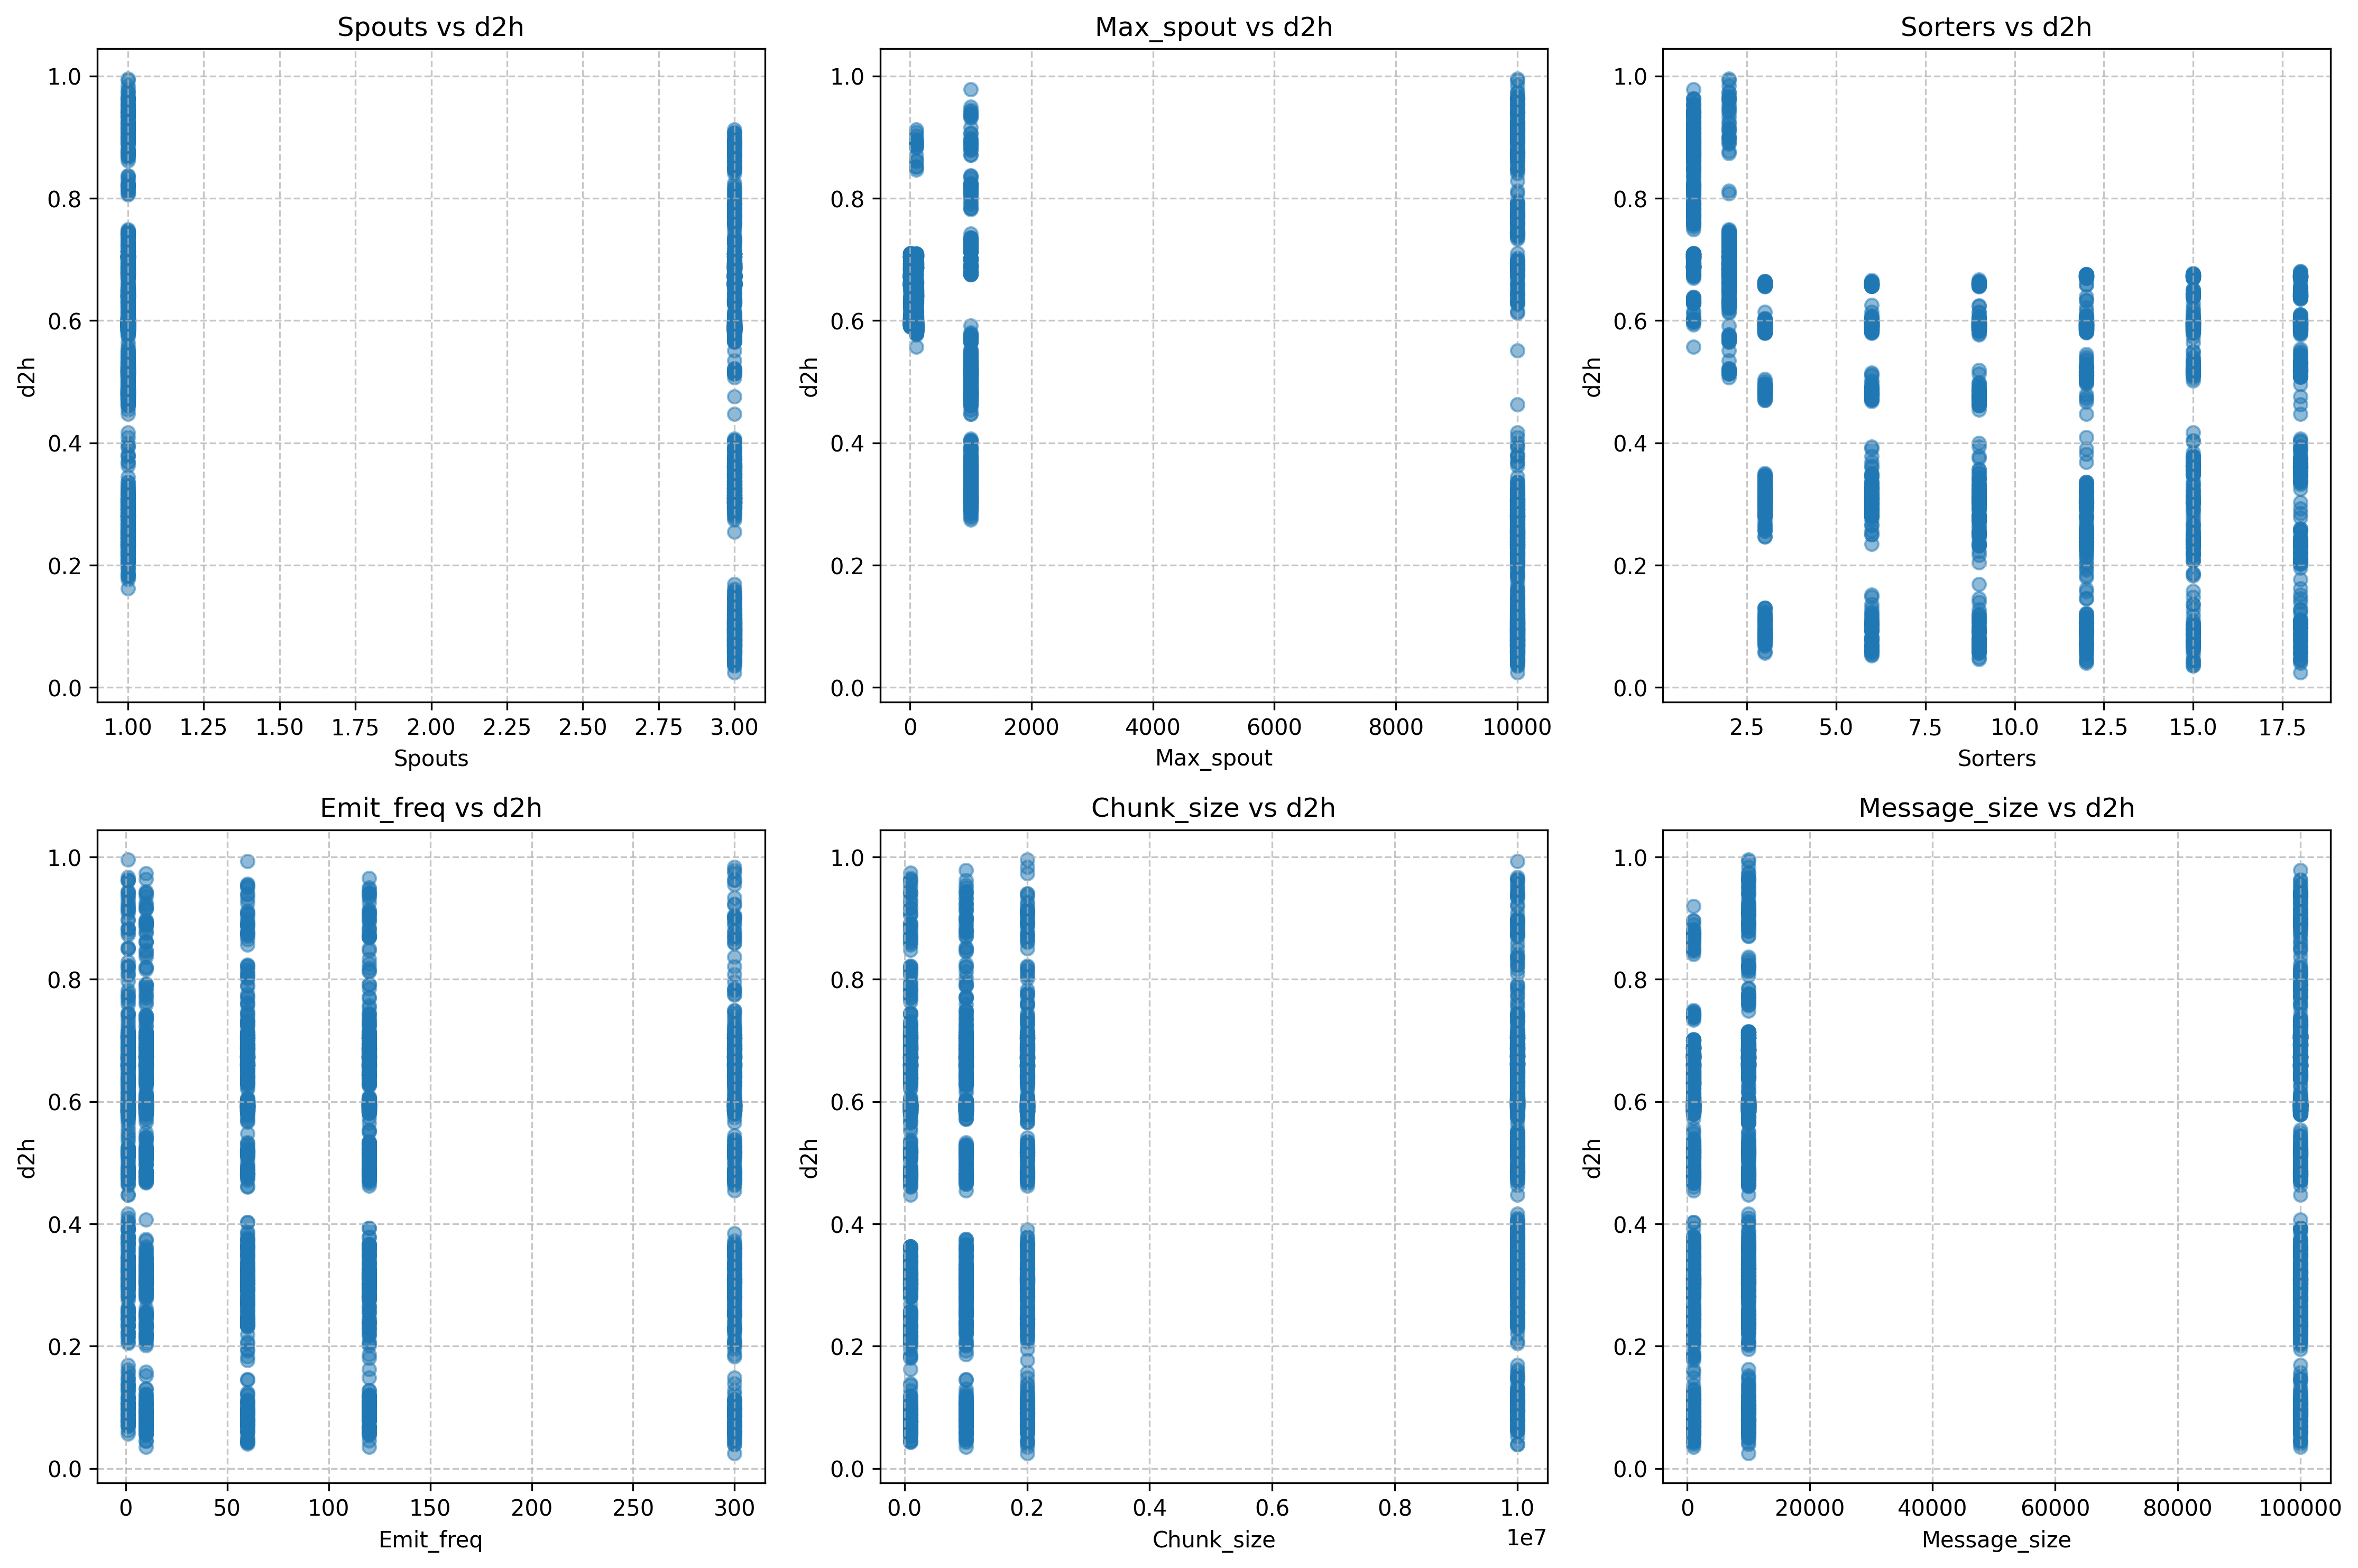 Spouts vs d2h
Max_spout vs d2h
Sorters vs d2h
d2h
1.0
0.8
0.6
0.4
0.2
0.0
1.00 1.25 1.50 1.75 2.00 2.25 2.50 2.75 3.00
Spouts
d2h
1.0
0.8
0.6
0.4
0.2
0.0
0 2000 4000 6000 8000 10000
Max_spout
d2h
1.0
0.8
0.6
0.4
0.2
0.0
2.5 5.0 7.5 10.0 12.5 15.0 17.5
Sorters
Emit_freq vs d2h
Chunk_size vs d2h
Message_size vs d2h
d2h
1.0
0.8
0.6
0.4
0.2
0.0
0 50 100 150 200 250 300
Emit_freq
d2h
1.0
0.8
0.6
0.4
0.2
0.0
0.0 0.2 0.4 0.6 0.8 1.0
1e7
Chunk_size
d2h
1.0
0.8
0.6
0.4
0.2
0.0
0 20000 40000 60000 80000 100000
Message_size